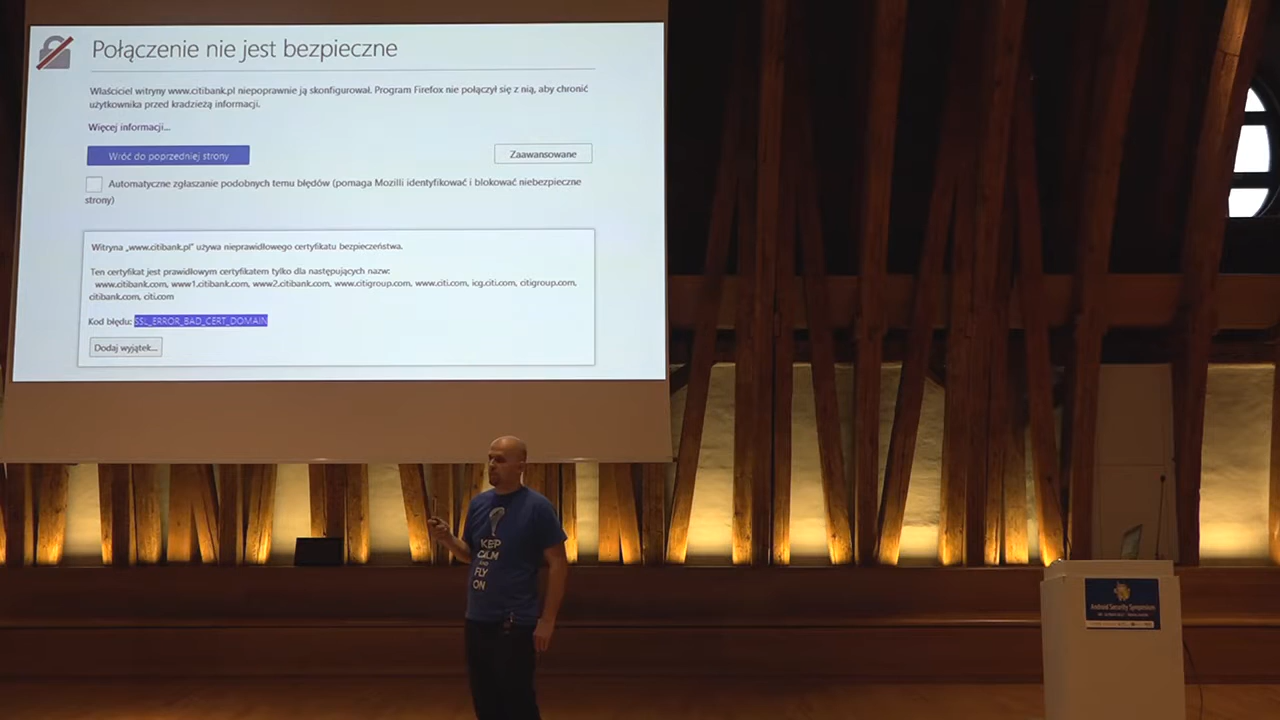 Połączenie nie jest bezpieczne
Właściciel witryny www.citibank.pl niepoprawnie ją skonfigurował. Program Firefox nie połączył się z nią, aby chronić
użytkownika przed kradzieżą informacji.
Więcej informacji...
Wróć do poprzedniej strony
Zaawansowane
Automatyczne zgłaszanie podobnych temu błędów (pomaga Mozilli identyfikować i blokować niebezpieczne
strony)
Witryna „www.citibank.pl” używa nieprawidłowego certyfikatu bezpieczeństwa.
Ten certyfikat jest prawidłowym certyfikatem tylko dla następujących nazw:
www.citibank.com, www1.citibank.com, www2.citibank.com, www.citigroup.com, www.citi.com, icg.citi.com, citigroup.com,
citibank.com, citi.com
Kod błędu: SSL_ERROR_BAD_CERT_DOMAIN
Dodaj wyjątek...
KEEP
CALM
AND
FLY
ON
Android Security Symposium